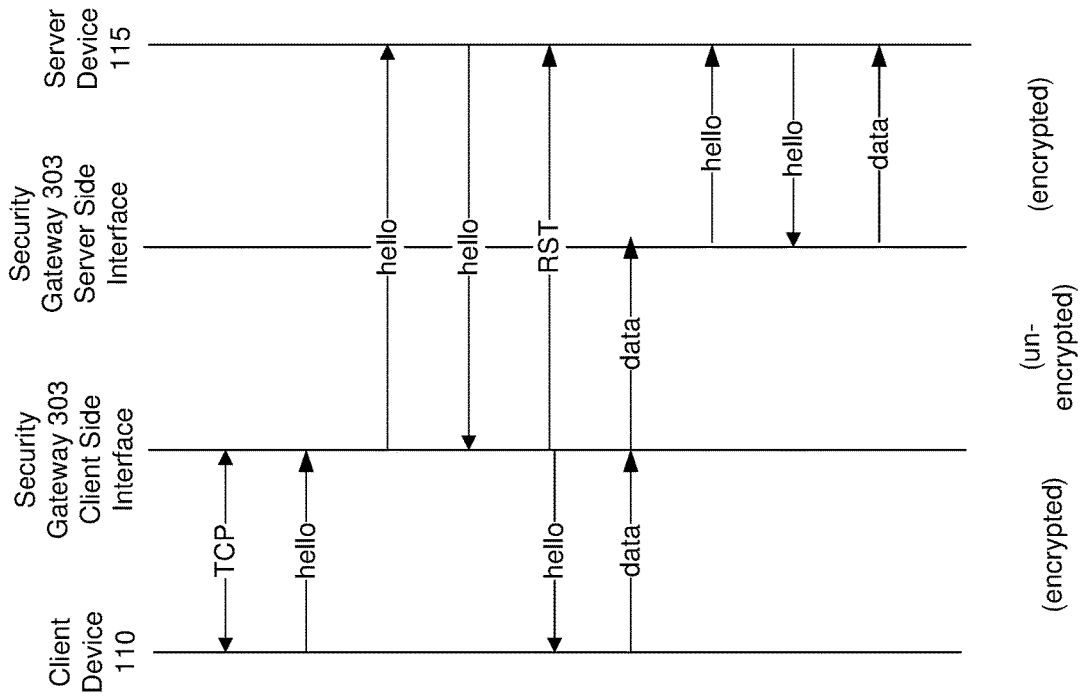 Client
Device
110
Security
Gateway 303
Client Side
Interface
Security
Gateway 303
Server Side
Interface
Server
Device
115
TCP
hello
hello
hello
RST
hello
data
data
hello
hello
data
(encrypted)
(un-
encrypted)
(encrypted)